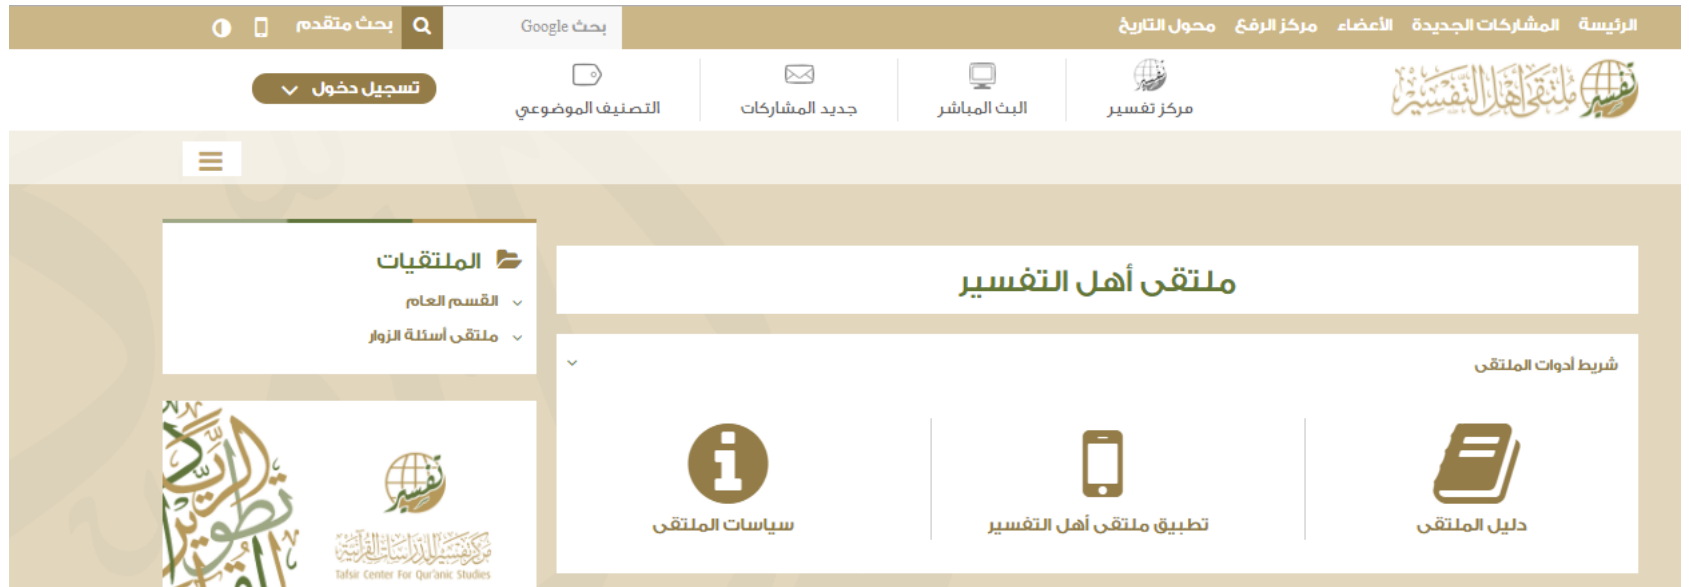 الرئيسة المشاركات الجديدة الأعضاء مركز الرفع محول التاريخ
بحث Google
بحث متقدم
تفسير
ملتقى أهل التفسير
مركز تفسير
البث المباشر
جديد المشاركات
التصنيف الموضوعي
تسجيل دخول
ملتقى أهل التفسير
شريط أدوات الملتقى
دليل الملتقى
تطبيق ملتقى أهل التفسير
سياسات الملتقى
الملتقيات
القسم العام
ملتقى أسئلة الزوار
تفسير
مركز تفسير للدراسات القرآنية
Tafsir Center For Qur'anic Studies